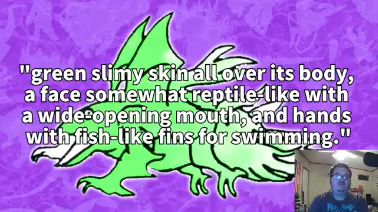 "green slimy skin all over its body,
a face somewhat reptile-like with
a wide-opening mouth, and hands
with fish-like fins for swimming."